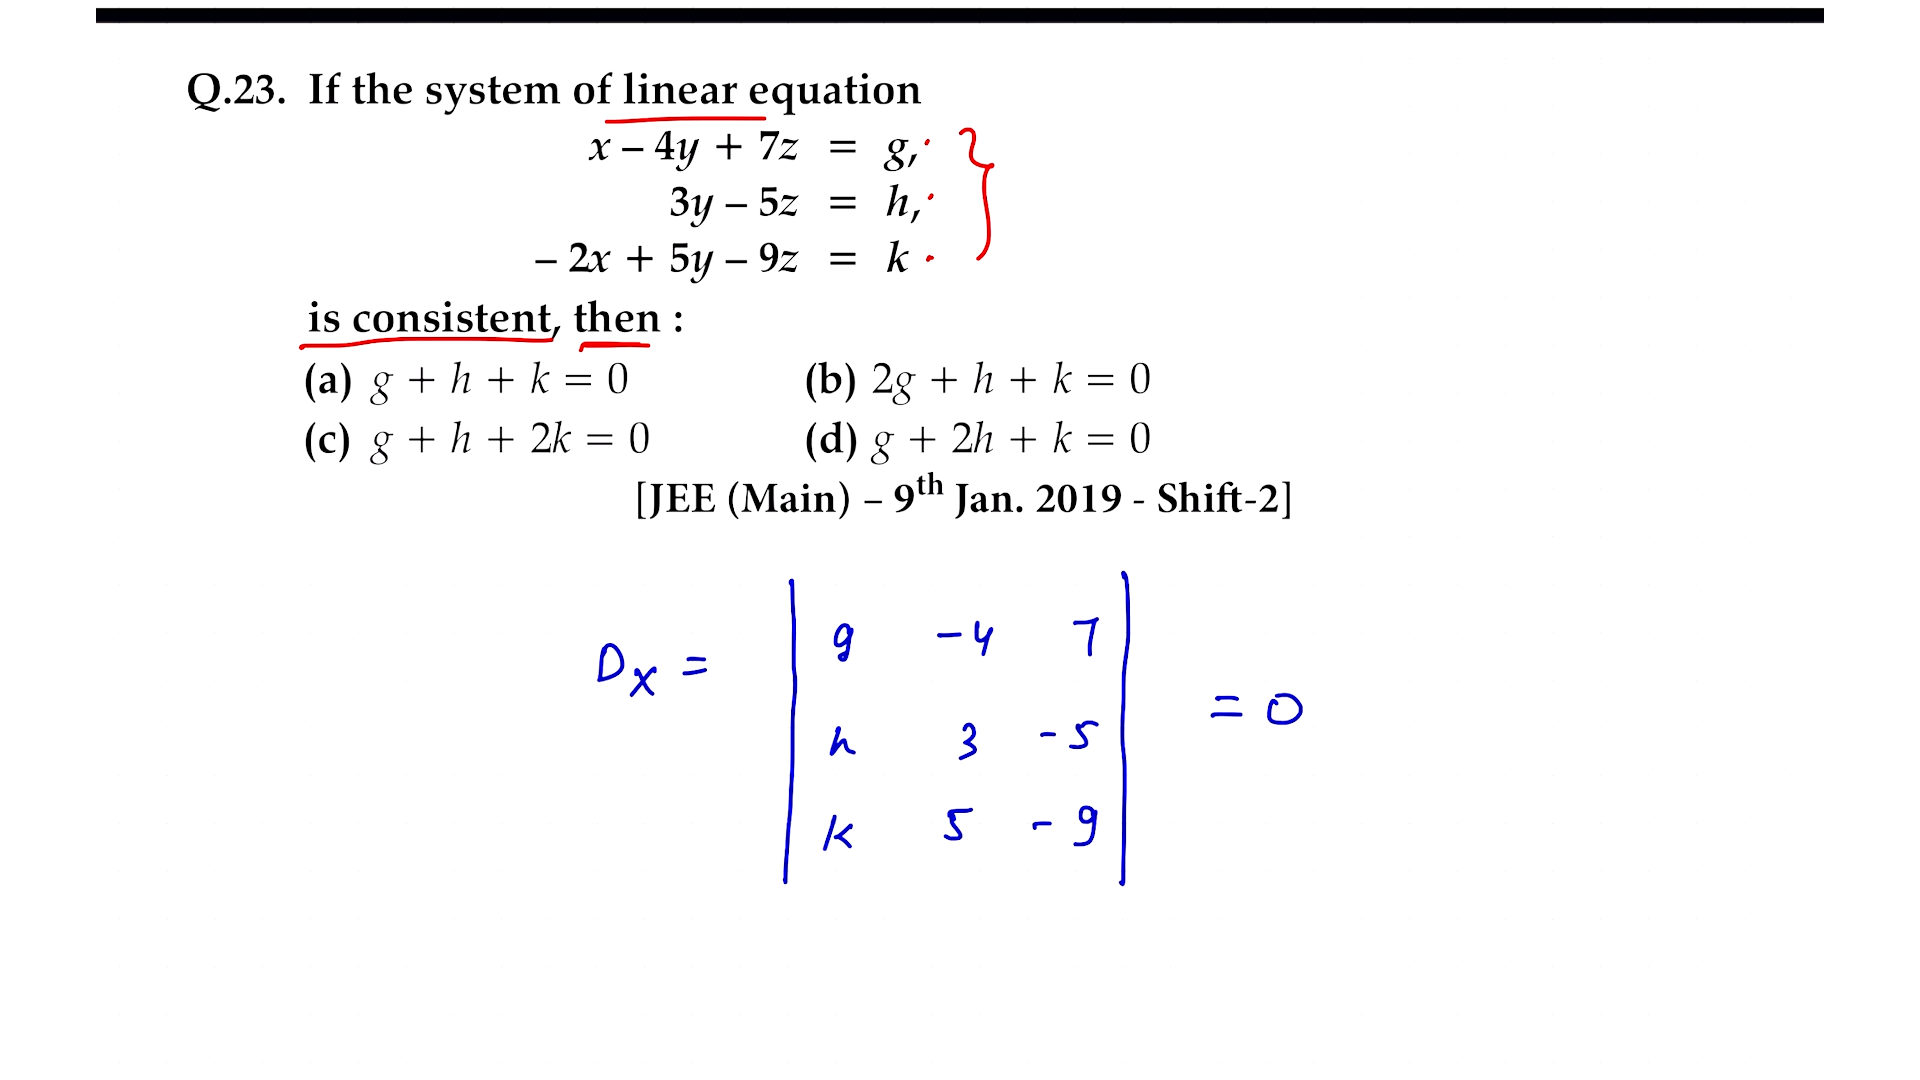 Q.23. If the system of linear equation
x – 4y + 7z = g,
3y – 5z = h,
– 2x + 5y – 9z = k
is consistent, then :
(a) g + h + k = 0 (b) 2g + h + k = 0
(c) g + h + 2k = 0 (d) g + 2h + k = 0
[JEE (Main) – 9th Jan. 2019 - Shift-2]
g -4 7
Dx = = 0
h 3 -5
k 5 -9